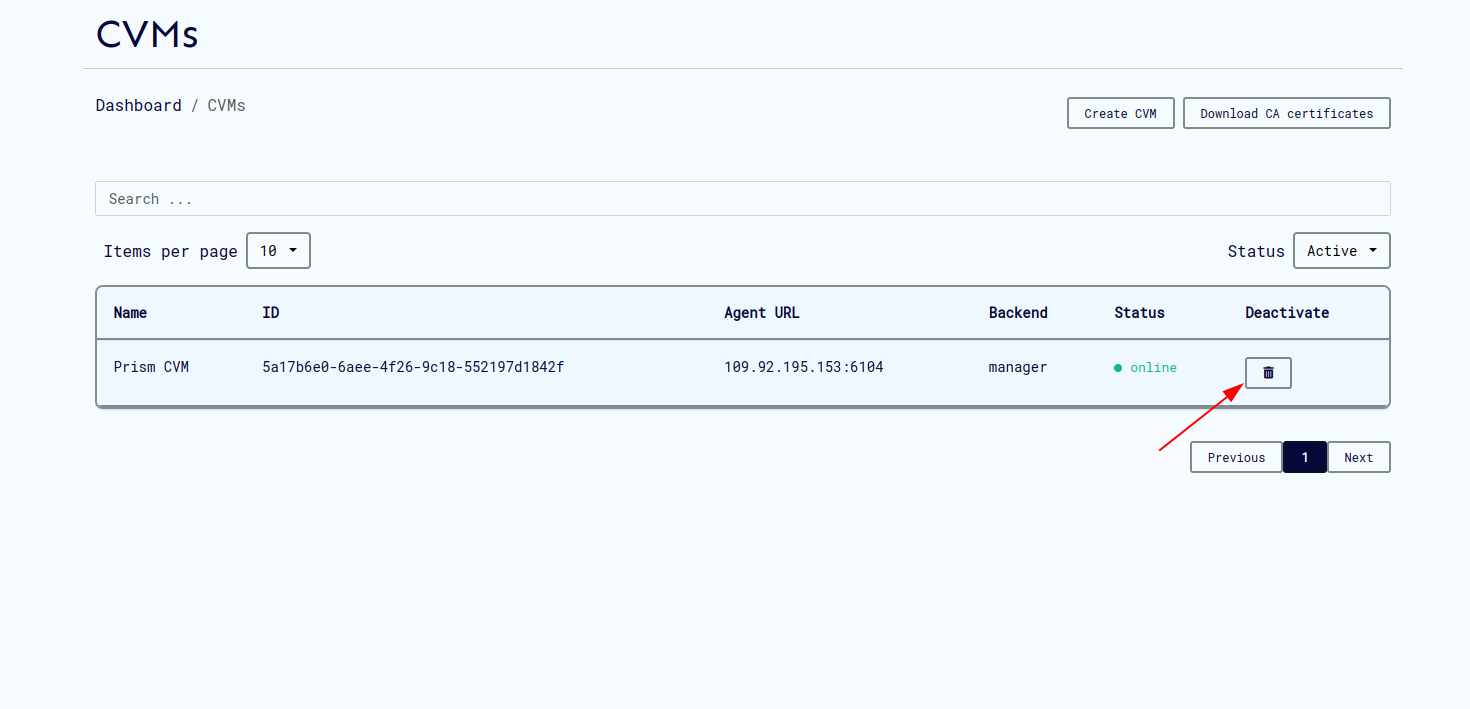 CVMs
Dashboard / CVMs
Create CVM Download CA certificates
Search ...
Items per page 10 Status Active
Name ID Agent URL Backend Status Deactivate
Prism CVM 5a17b6e0-6aee-4f26-9c18-552197d1842f 109.92.195.153:6104 manager online
Previous 1 Next